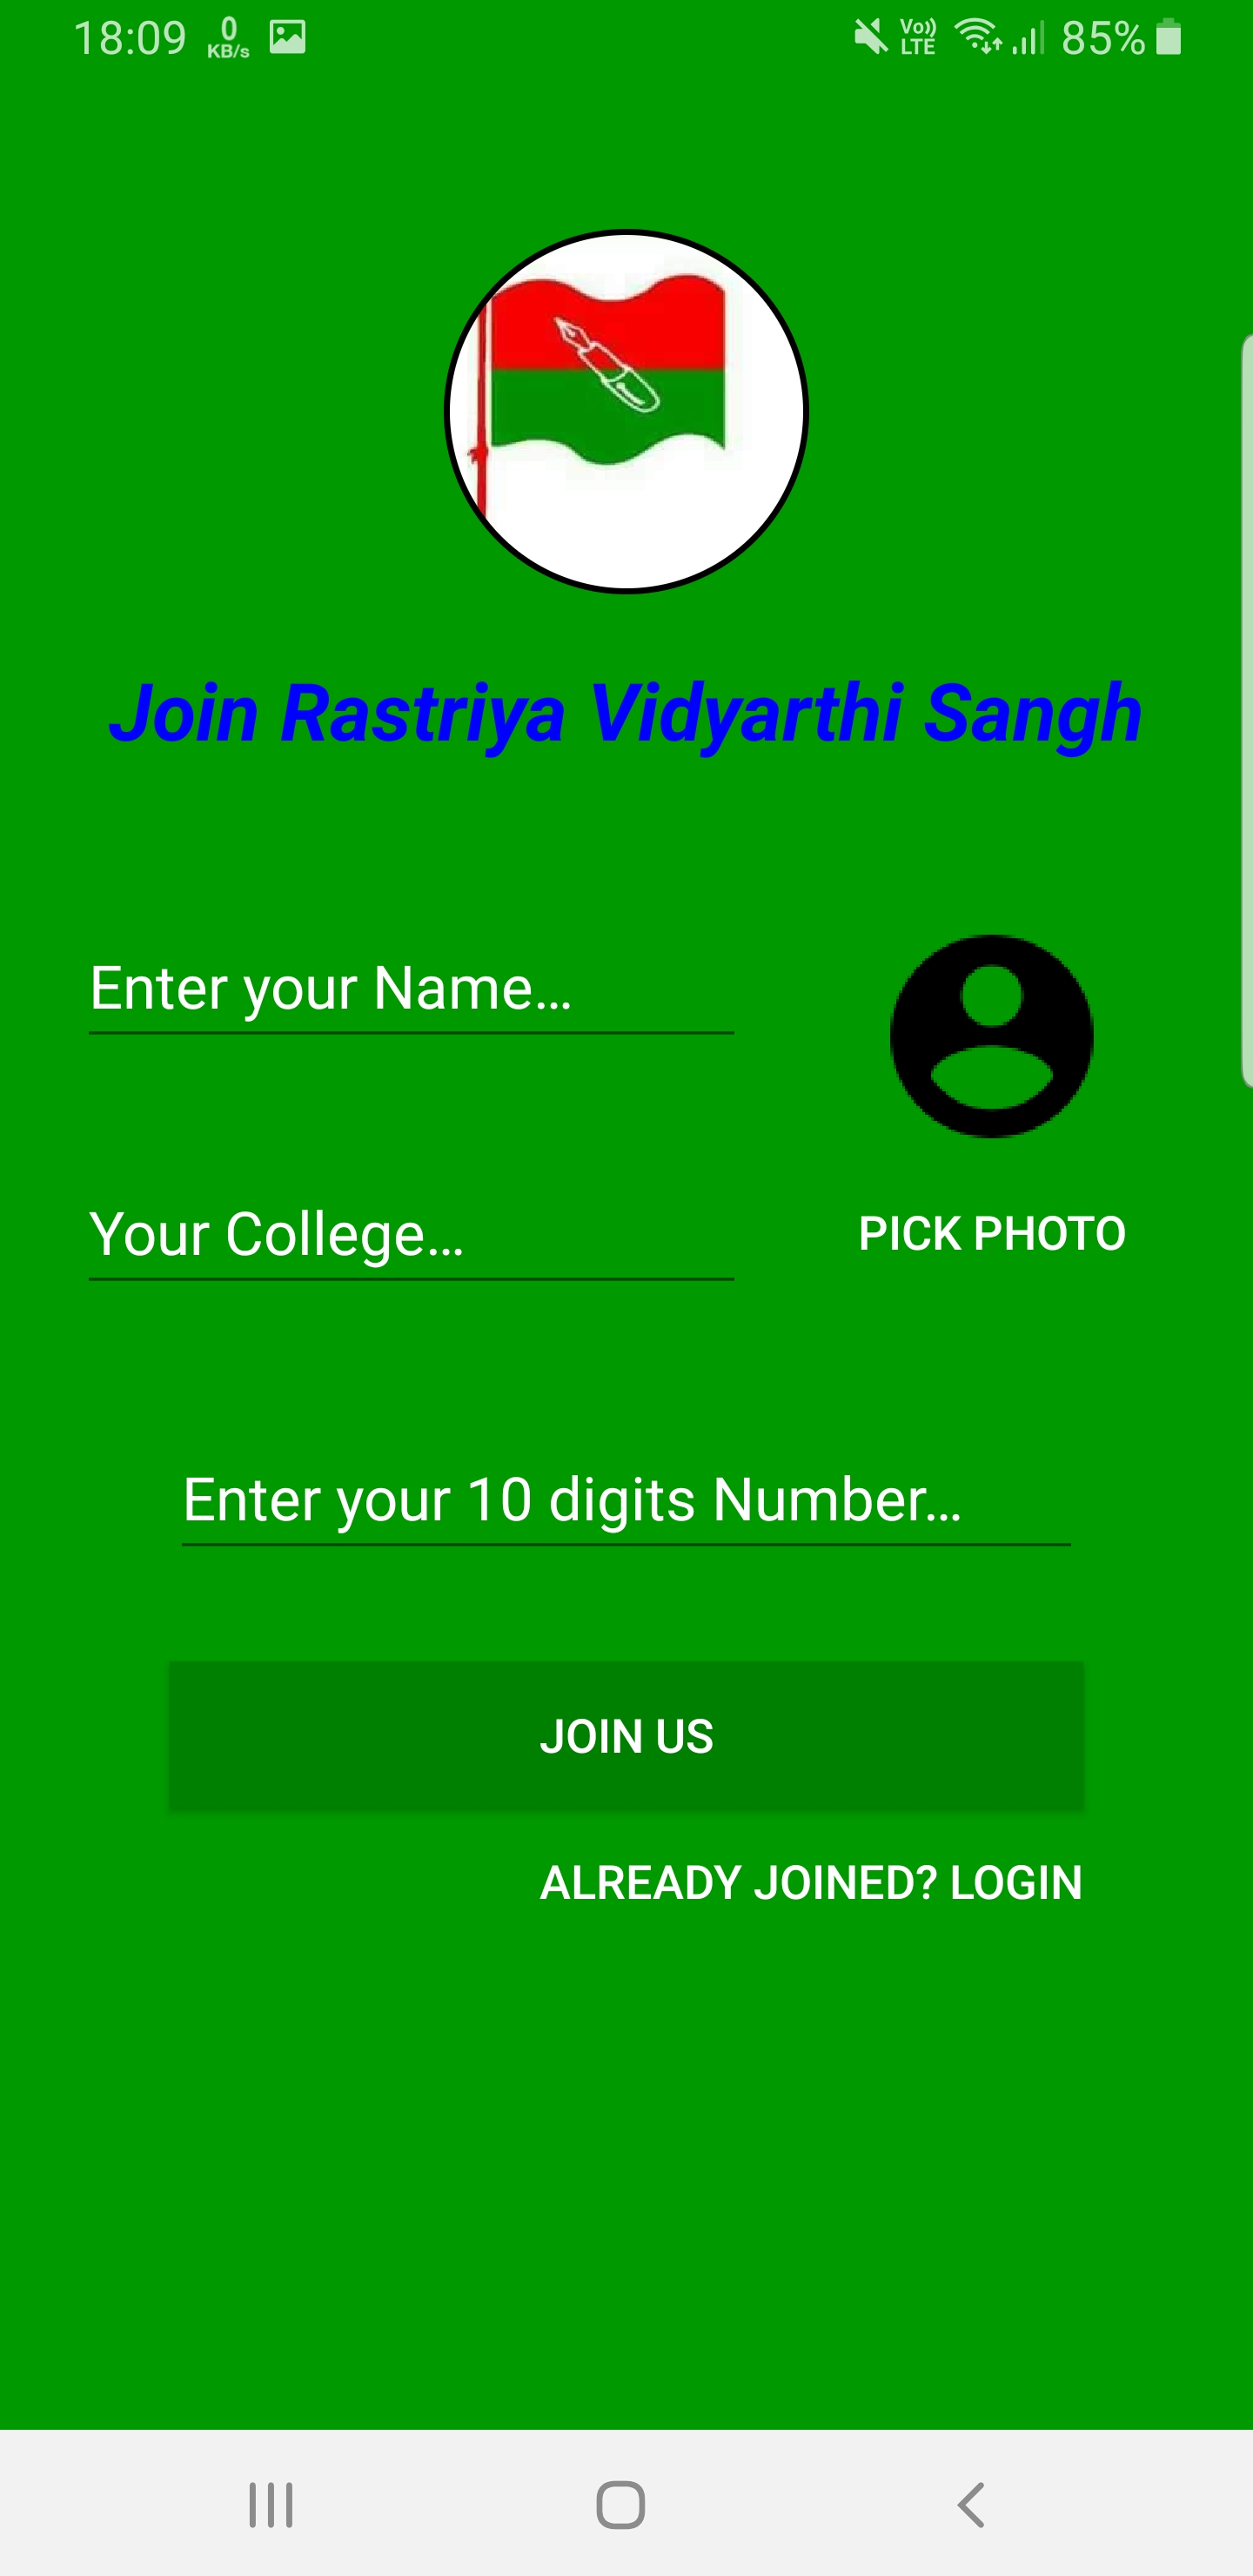 18:09 0 KB/s Vo)) LTE 85%
Join Rastriya Vidyarthi Sangh
Enter your Name...
Your College...
PICK PHOTO
Enter your 10 digits Number...
JOIN US
ALREADY JOINED? LOGIN